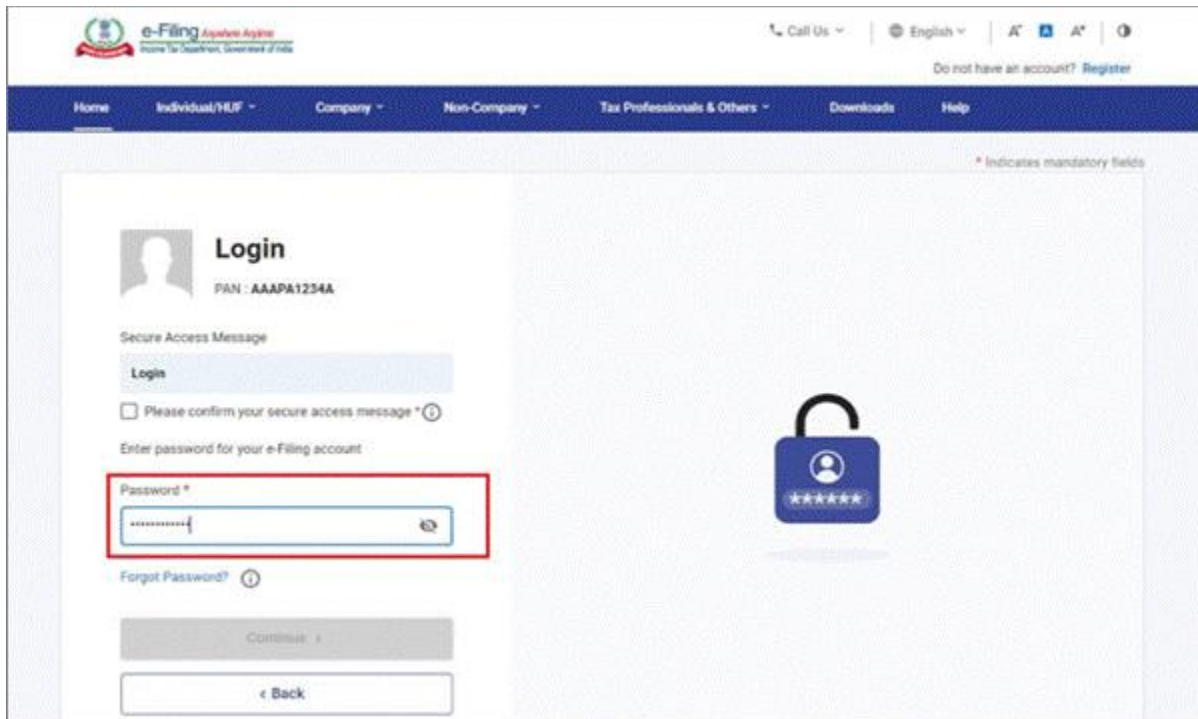 e-Filing Anywhere Anytime
Income Tax Department, Government of India
Call Us
English
A- A A+
Do not have an account? Register
Home Individual/HUF Company Non-Company Tax Professionals & Others Downloads Help
* Indicates mandatory fields
Login
PAN : AAAPA1234A
Secure Access Message
Login
Please confirm your secure access message *
Enter password for your e-Filing account
Password *
••••••••••••
******
Forgot Password?
Continue >
< Back